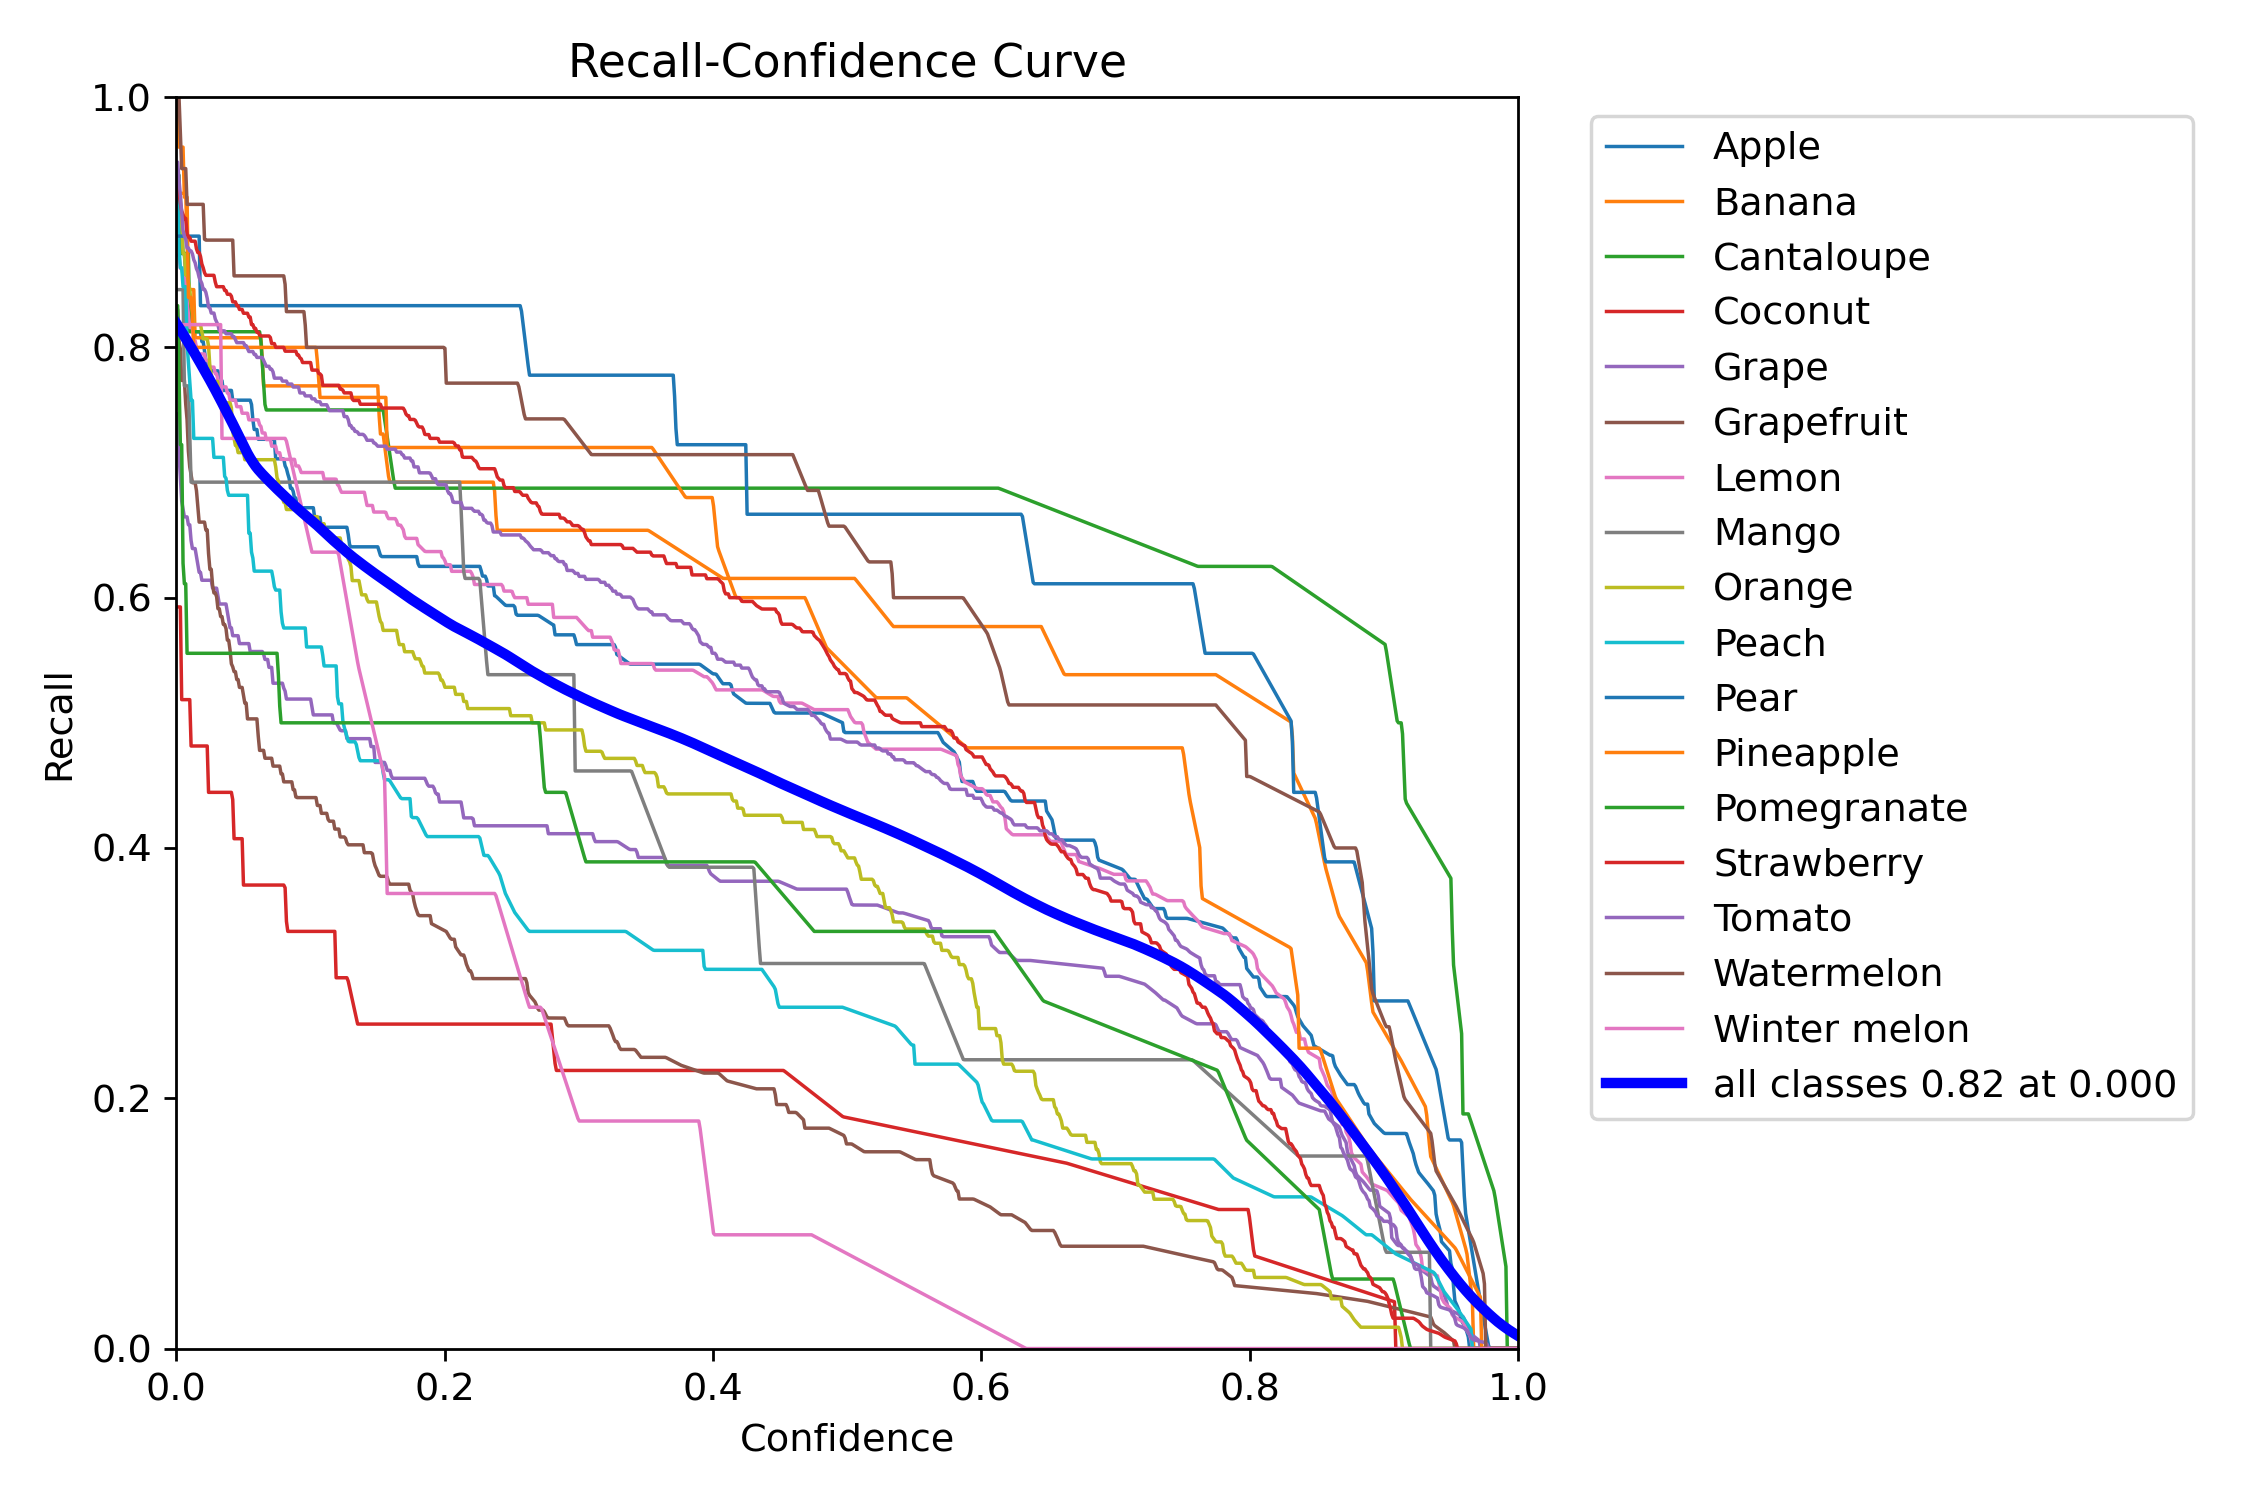 Recall-Confidence Curve
1.0
0.8
0.6
0.4
0.2
0.0
Recall
0.0 0.2 0.4 0.6 0.8 1.0
Confidence
Apple
Banana
Cantaloupe
Coconut
Grape
Grapefruit
Lemon
Mango
Orange
Peach
Pear
Pineapple
Pomegranate
Strawberry
Tomato
Watermelon
Winter melon
all classes 0.82 at 0.000